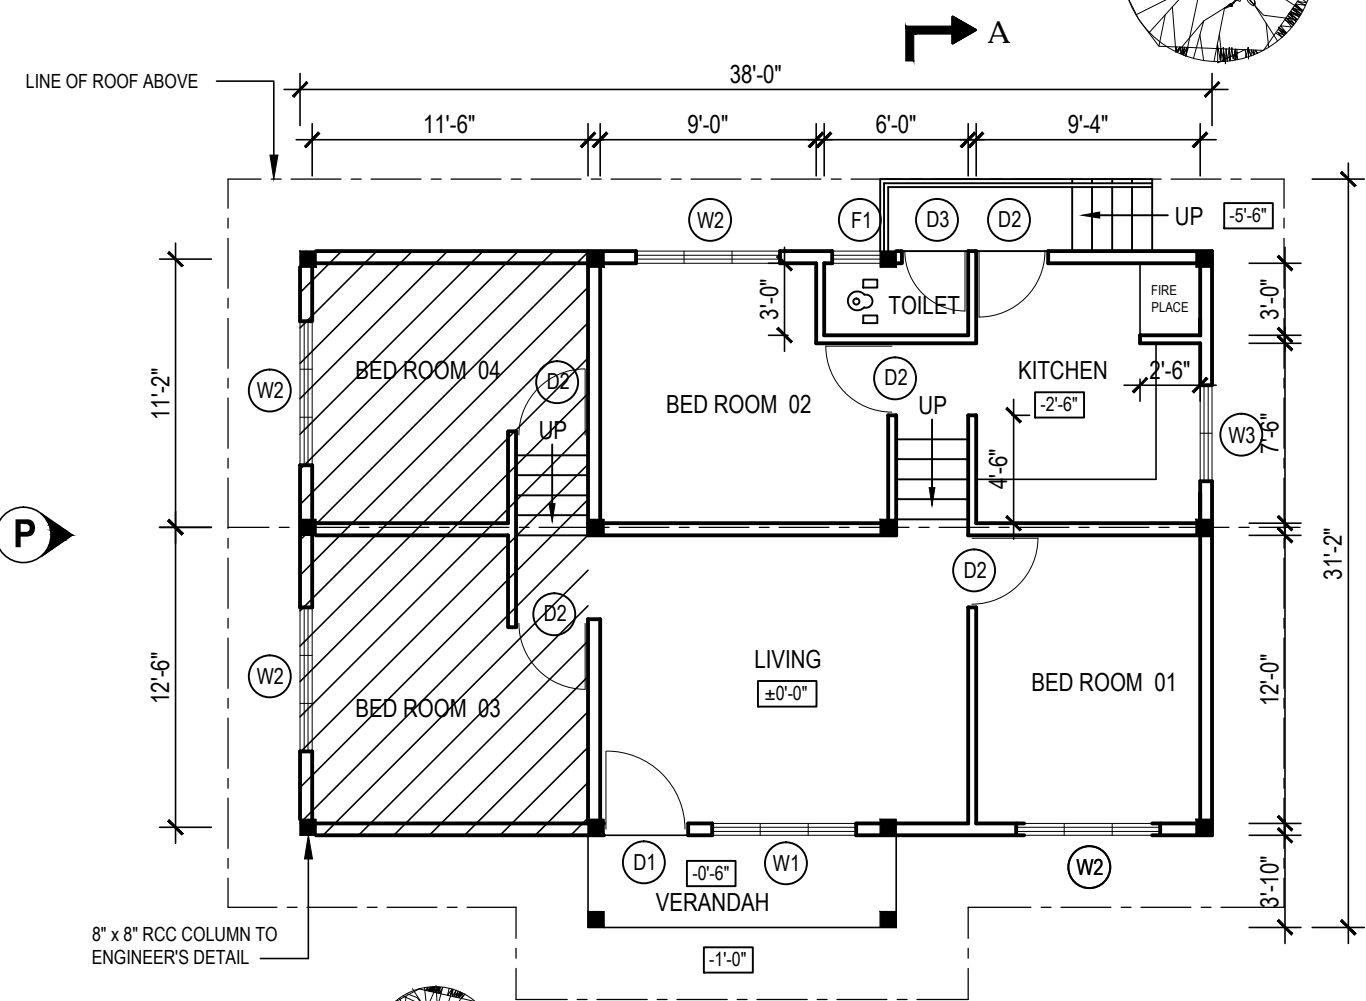 A
LINE OF ROOF ABOVE
38'-0"
11'-6"
9'-0"
6'-0"
9'-4"
W2
F1
D3
D2
UP
-5'-6"
3'-0"
TOILET
FIRE
PLACE
3'-0"
BED ROOM 04
D2
W2
11'-2"
BED ROOM 02
D2
KITCHEN
2'-6"
-2'-6"
UP
UP
W3
7'-6"
4'-6"
P
31'-2"
D2
D2
W2
12'-6"
BED ROOM 03
LIVING
±0'-0"
BED ROOM 01
12'-0"
D1
-0'-6"
W1
W2
VERANDAH
3'-10"
8" x 8" RCC COLUMN TO
ENGINEER'S DETAIL
-1'-0"